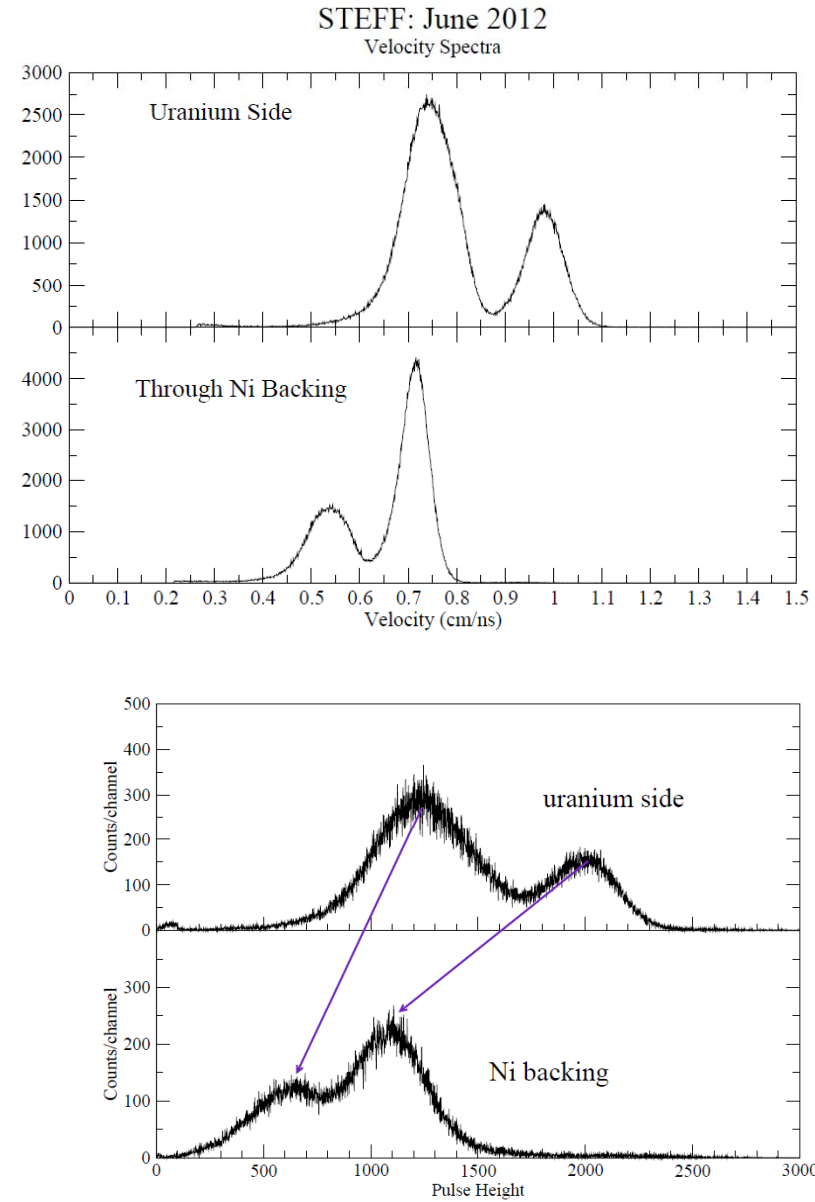 STEFF: June 2012
Velocity Spectra
3000
2500
2000
1500
1000
500
0
Uranium Side
4000
3000
2000
1000
0
Through Ni Backing
0 0.1 0.2 0.3 0.4 0.5 0.6 0.7 0.8 0.9 1 1.1 1.2 1.3 1.4 1.5
Velocity (cm/ns)
500
400
300
200
100
0
Counts/channel
uranium side
300
200
100
0
Counts/channel
Ni backing
0 500 1000 1500 2000 2500 3000
Pulse Height